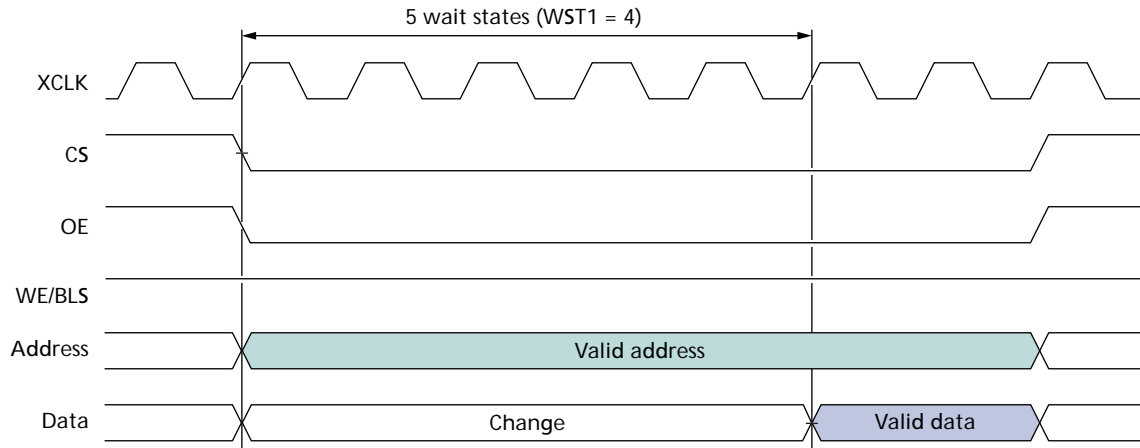 5 wait states (WST1 = 4)
XCLK
CS
OE
WE/BLS
Address
Valid address
Data
Change
Valid data